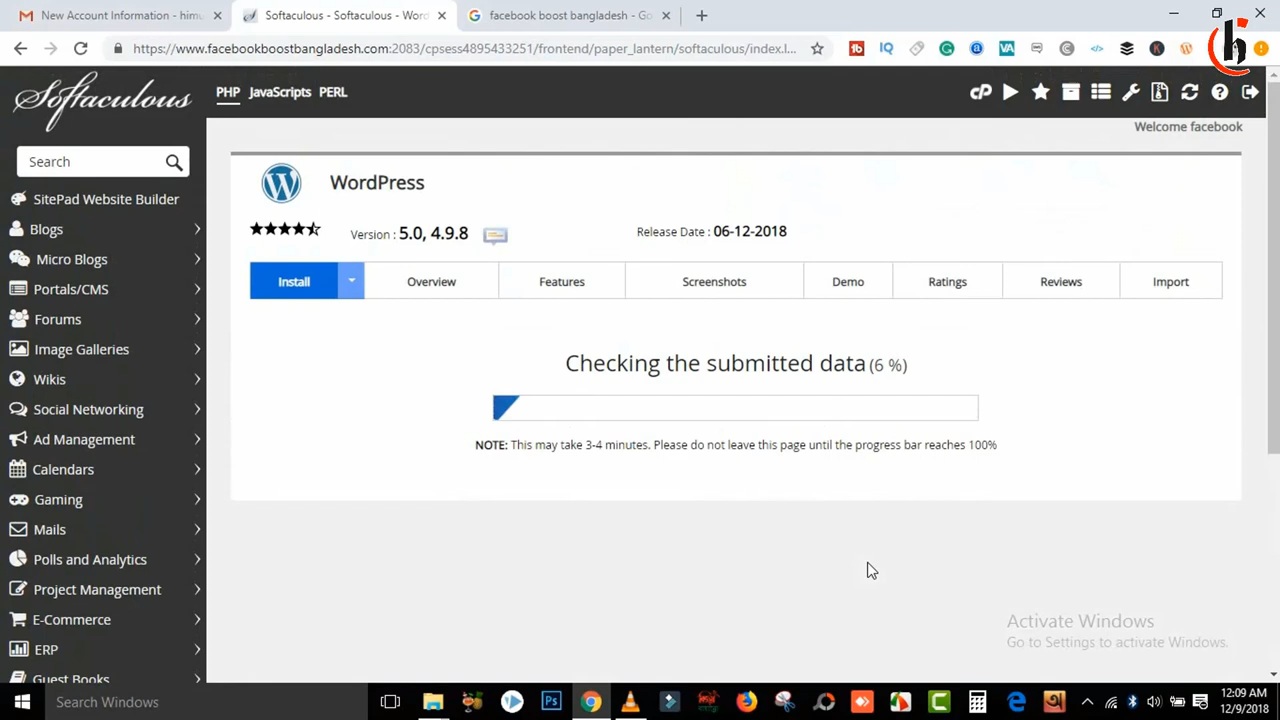 New Account Information - himu
Softaculous - Softaculous - Word
facebook boost bangladesh - Go
https://www.facebookboostbangladesh.com:2083/cpsess4895433251/frontend/paper_lantern/softaculous/index.l...
Softaculous
PHP JavaScripts PERL
Welcome facebook
Search
SitePad Website Builder
Blogs
Micro Blogs
Portals/CMS
Forums
Image Galleries
Wikis
Social Networking
Ad Management
Calendars
Gaming
Mails
Polls and Analytics
Project Management
E-Commerce
ERP
Guest Books
WordPress
Version : 5.0, 4.9.8
Release Date : 06-12-2018
Install Overview Features Screenshots Demo Ratings Reviews Import
Checking the submitted data (6 %)
NOTE: This may take 3-4 minutes. Please do not leave this page until the progress bar reaches 100%
Activate Windows
Go to Settings to activate Windows.
Search Windows
12:09 AM
12/9/2018